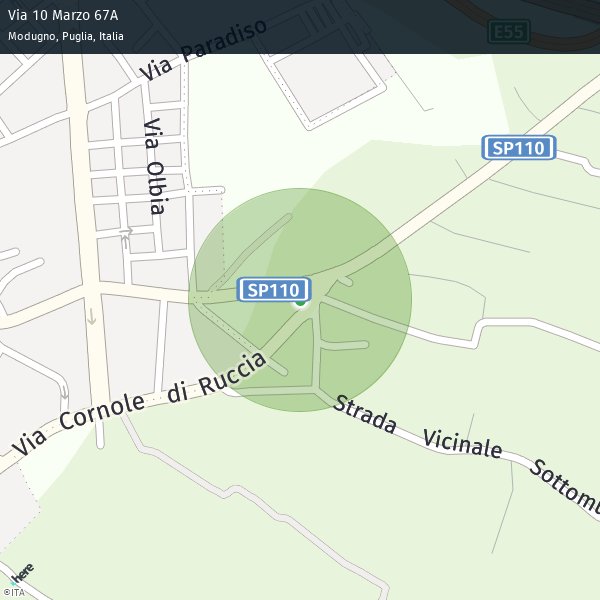 Via 10 Marzo 67A
Modugno, Puglia, Italia
E55
Via Paradiso
Via Olbia
SP110
SP110
Via Cornole di Ruccia
Strada Vicinale Sottomu
here
©ITA